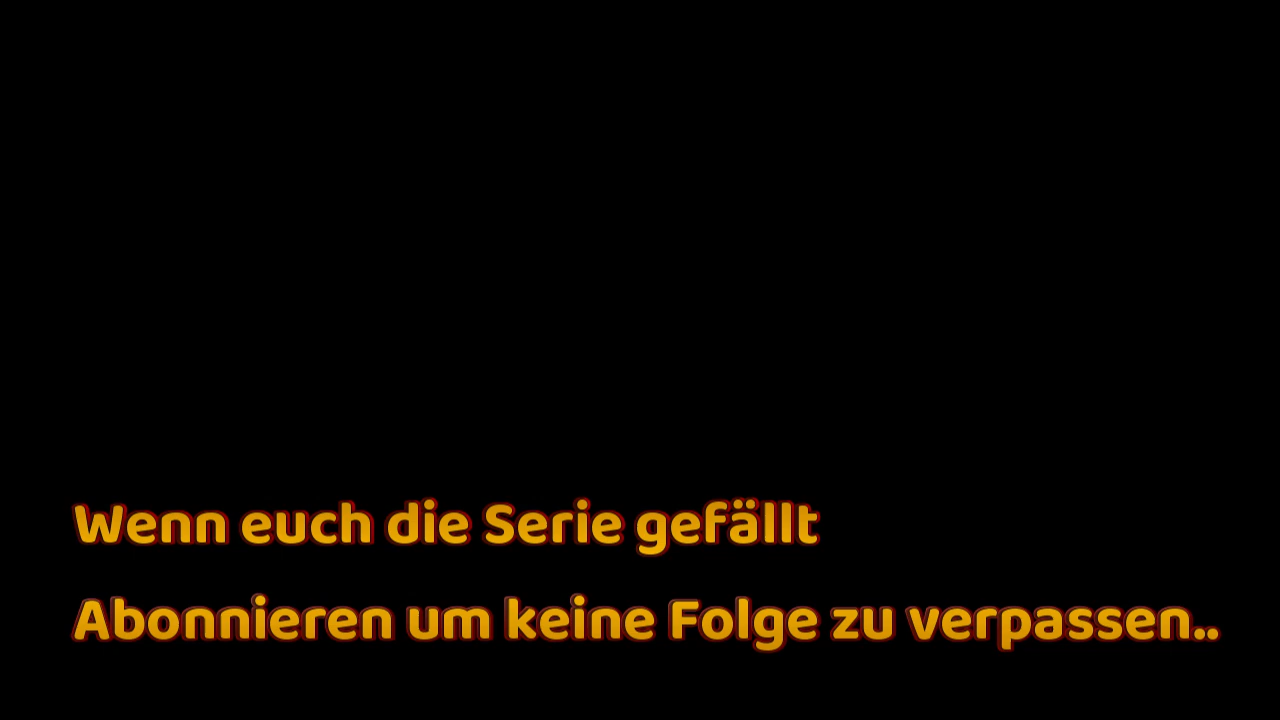 Wenn euch die Serie gefällt
Abonnieren um keine Folge zu verpassen..